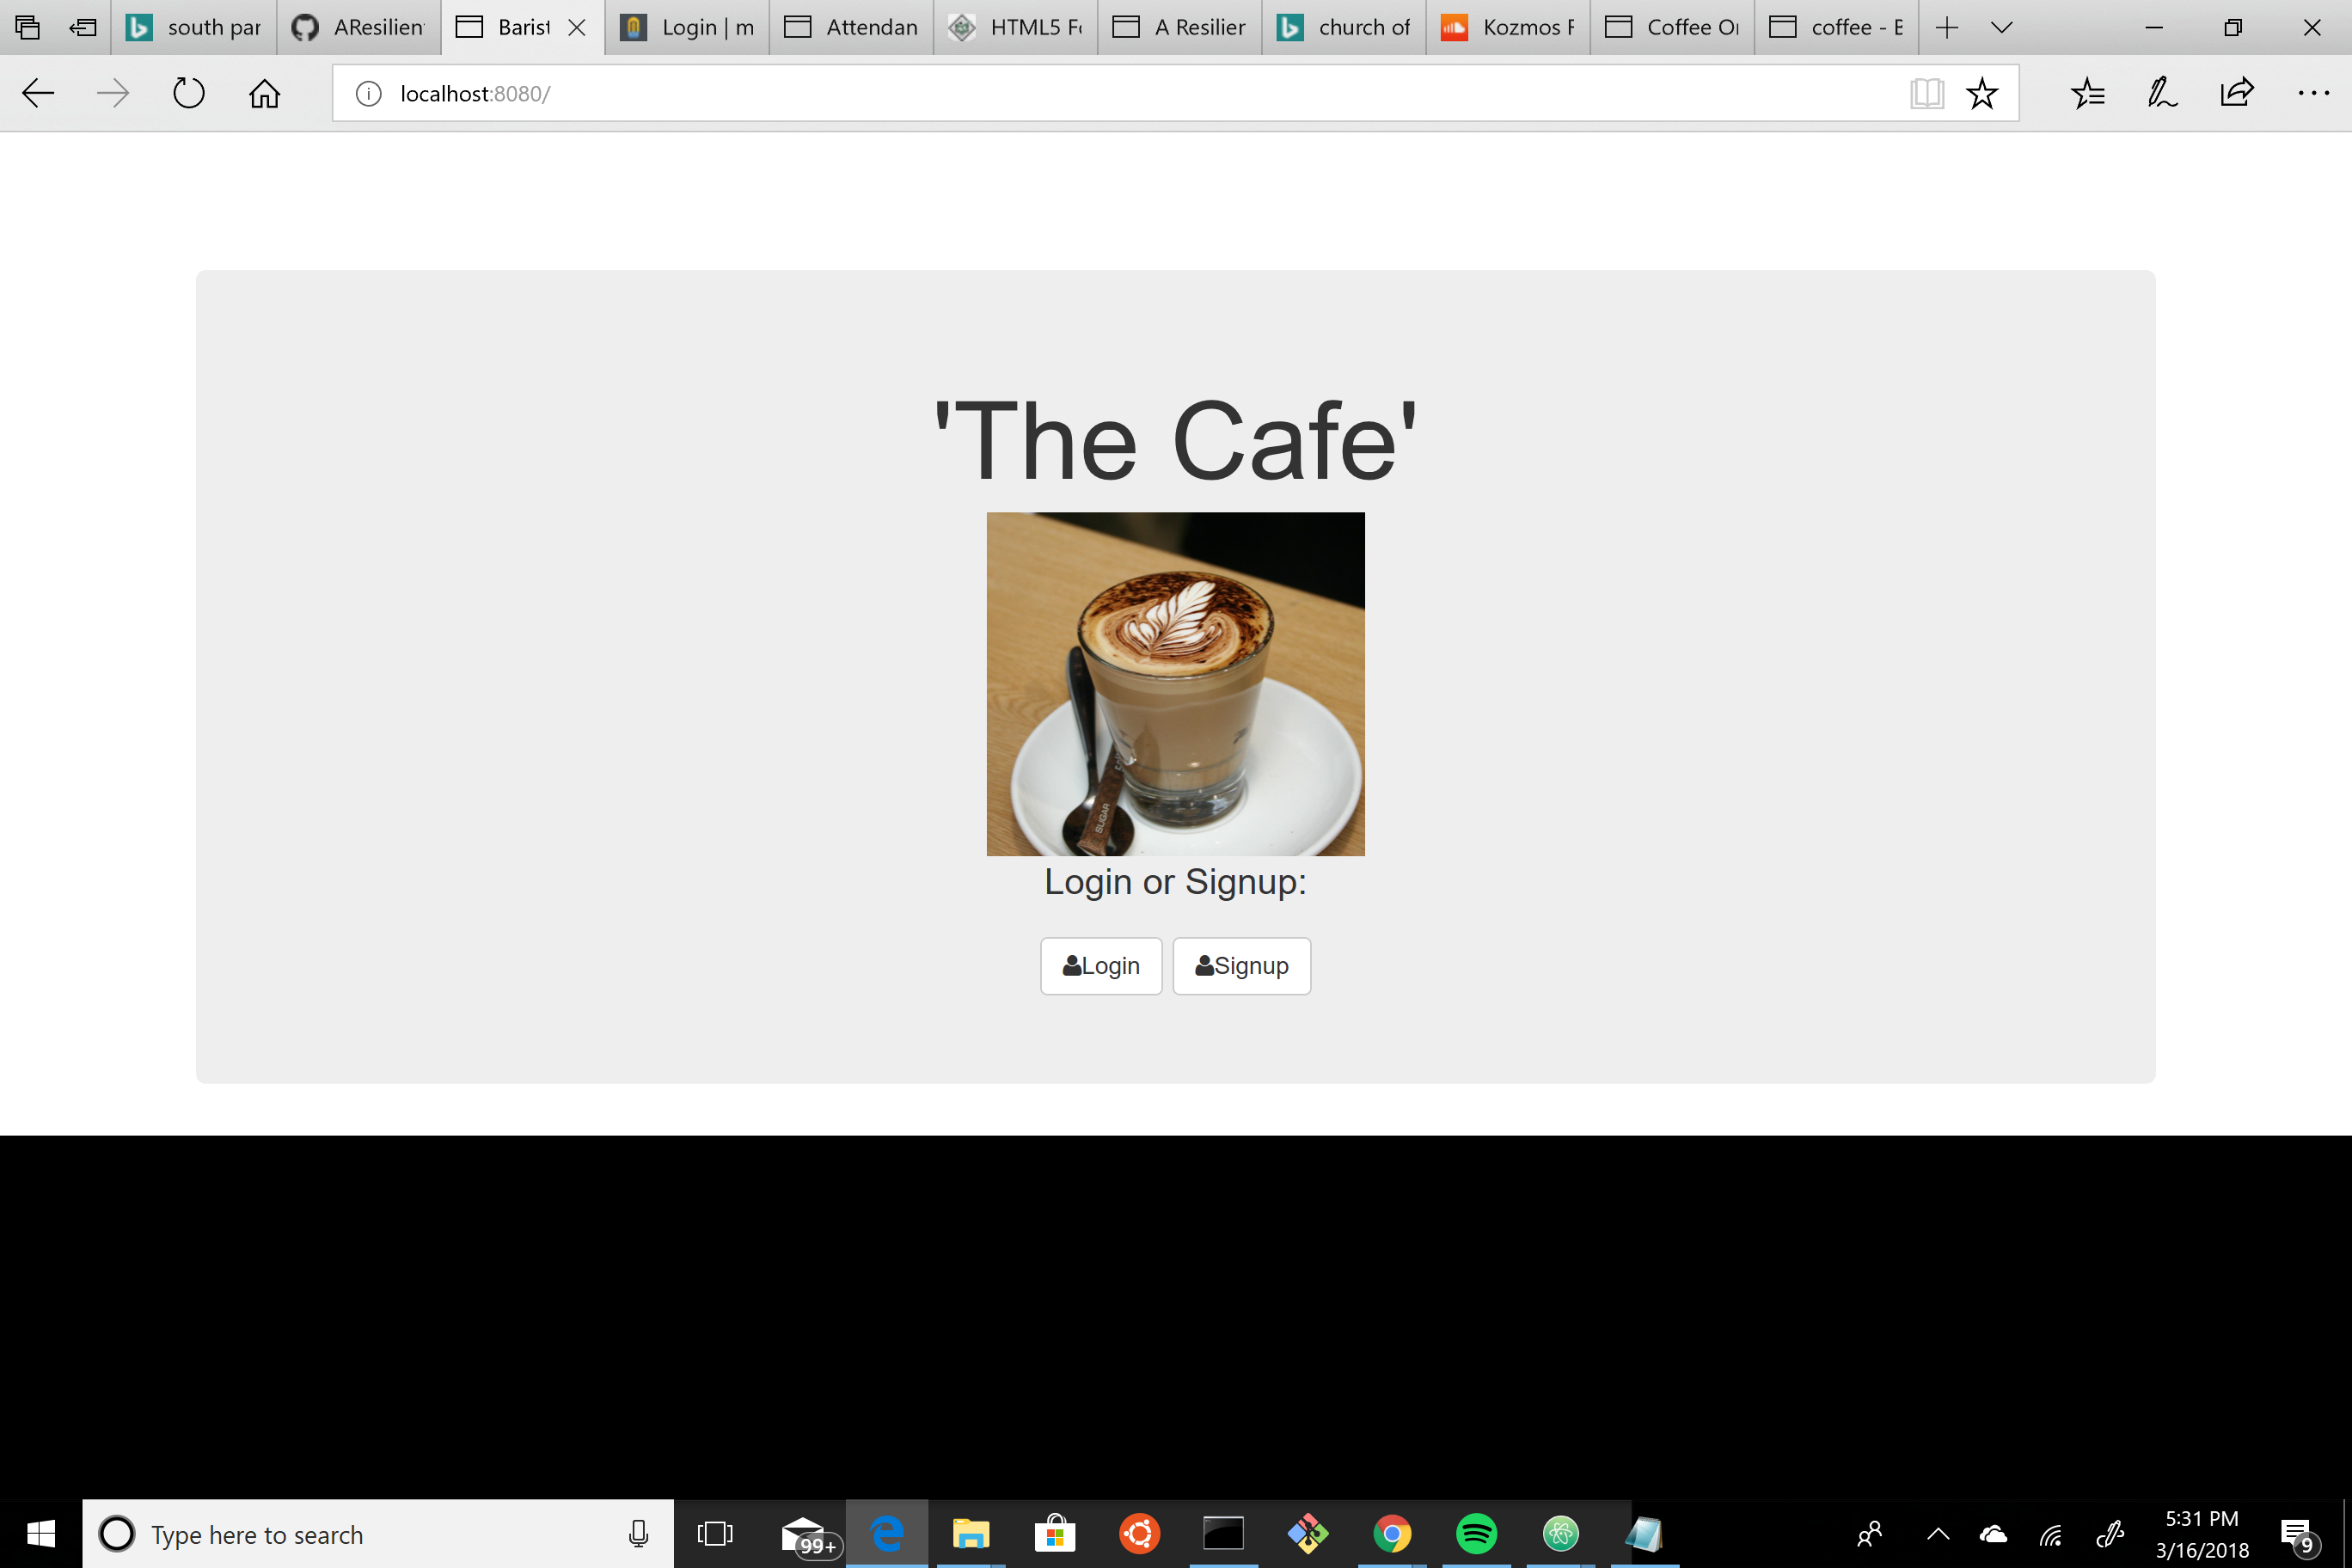 south par
AResilien
Barist
Login | m
Attendan
HTML5 Fo
A Resilier
church of
Kozmos F
Coffee Or
coffee - B
localhost:8080/
'The Cafe'
SUGAR
Login or Signup:
Login Signup
Type here to search
99+
5:31 PM
3/16/2018
9